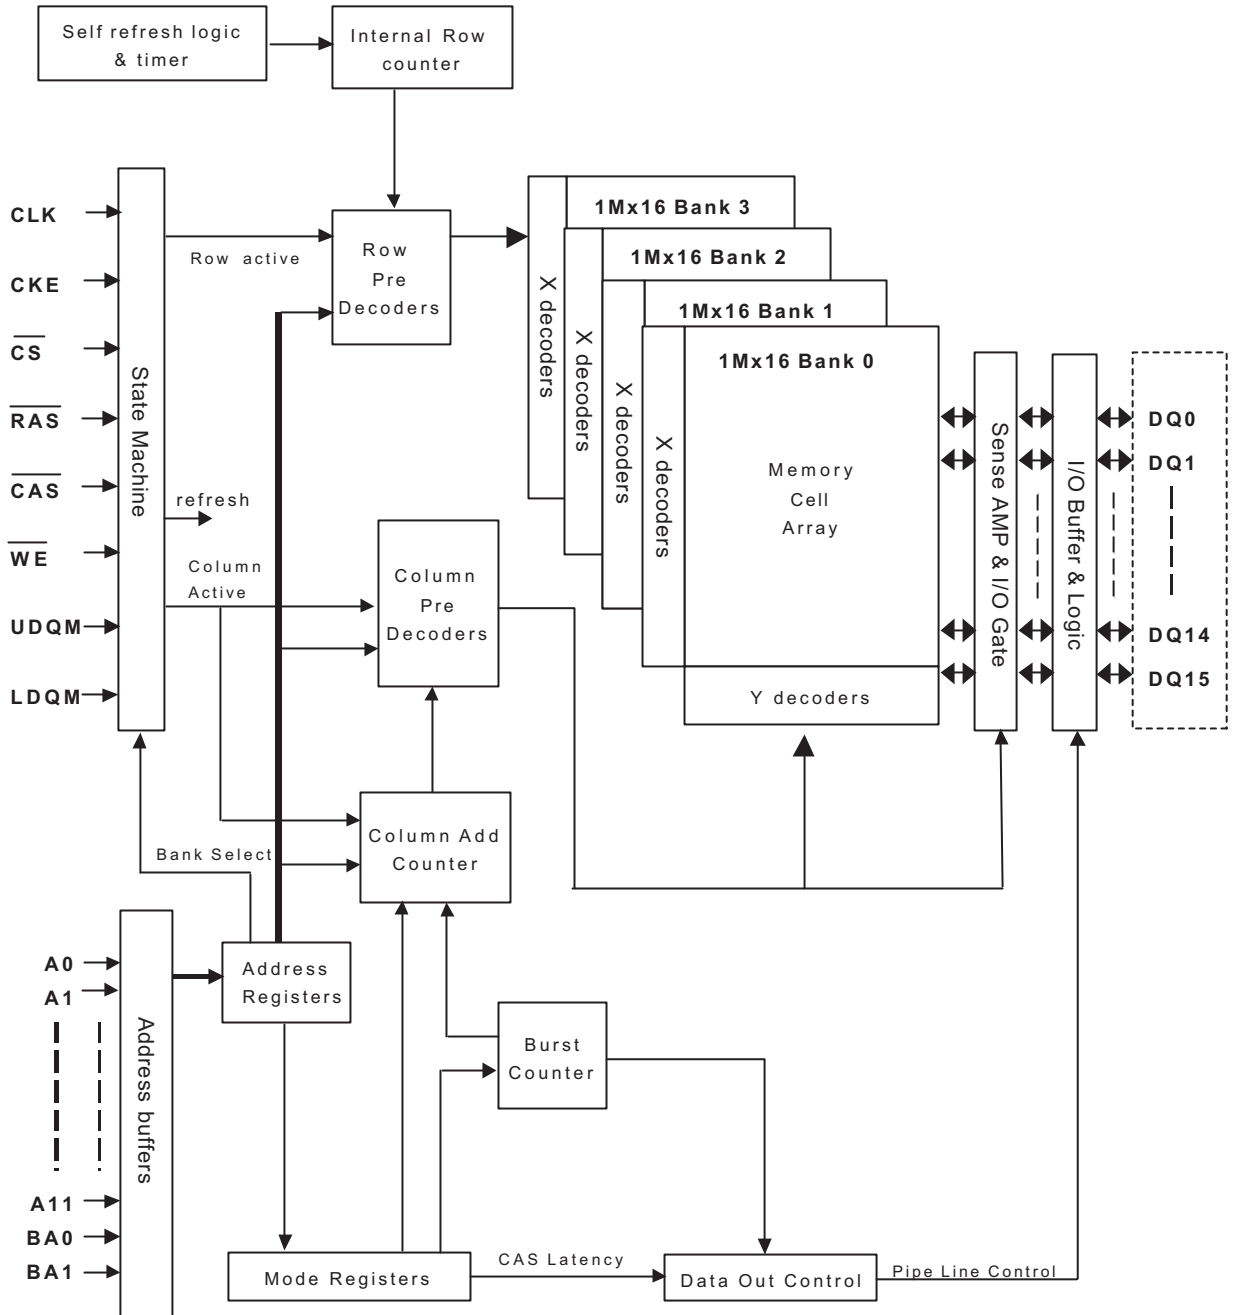 Self refresh logic
& timer
Internal Row
counter
CLK
CKE
CS
RAS
CAS
WE
UDQM
LDQM
State Machine
Row active
refresh
Column
Active
Bank Select
Row
Pre
Decoders
Column
Pre
Decoders
Column Add
Counter
1Mx16 Bank 3
1Mx16 Bank 2
1Mx16 Bank 1
1Mx16 Bank 0
X decoders
X decoders
X decoders
X decoders
Memory
Cell
Array
Y decoders
Sense AMP & I/O Gate
I/O Buffer & Logic
DQ0
DQ1
DQ14
DQ15
A0
A1
A11
BA0
BA1
Address buffers
Address
Registers
Burst
Counter
Mode Registers
CAS Latency
Data Out Control
Pipe Line Control